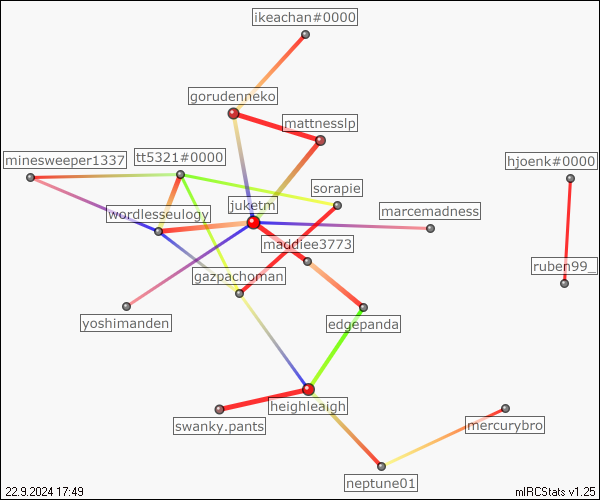 ikeachan#0000
gorudenneko
mattnesslp
minesweeper1337
tt5321#0000
hjoenk#0000
sorapie
juketm
marcemadness
wordlesseulogy
maddiee3773
ruben99_
gazpachoman
yoshimanden
edgepanda
heighleaigh
swanky.pants
mercurybro
neptune01
22.9.2024 17:49
mIRCStats v1.25